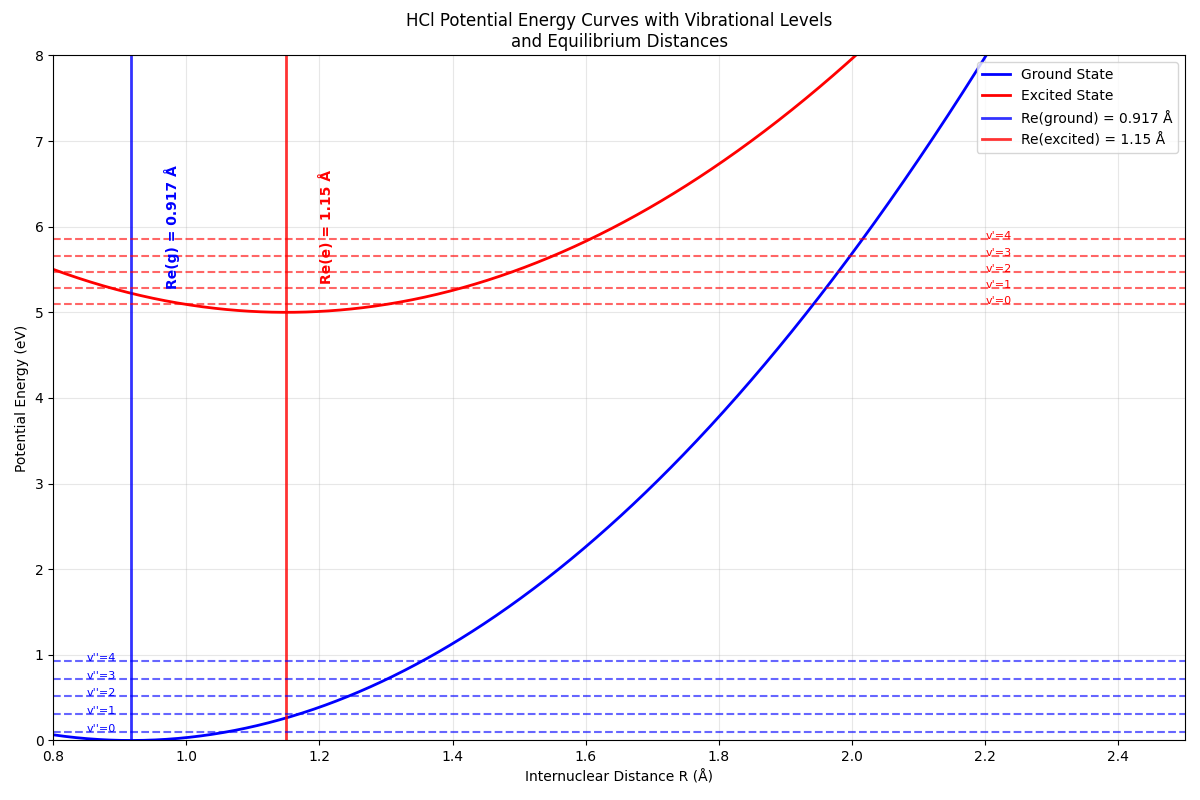 HCl Potential Energy Curves with Vibrational Levels
and Equilibrium Distances
Potential Energy (eV)
8
7
6
5
4
3
2
1
0
Ground State
Excited State
Re(ground) = 0.917 Å
Re(excited) = 1.15 Å
Re(g) = 0.917 Å
Re(e) = 1.15 Å
v'=4
v'=3
v'=2
v'=1
v'=0
v''=4
v''=3
v''=2
v''=1
v''=0
0.8 1.0 1.2 1.4 1.6 1.8 2.0 2.2 2.4
Internuclear Distance R (Å)